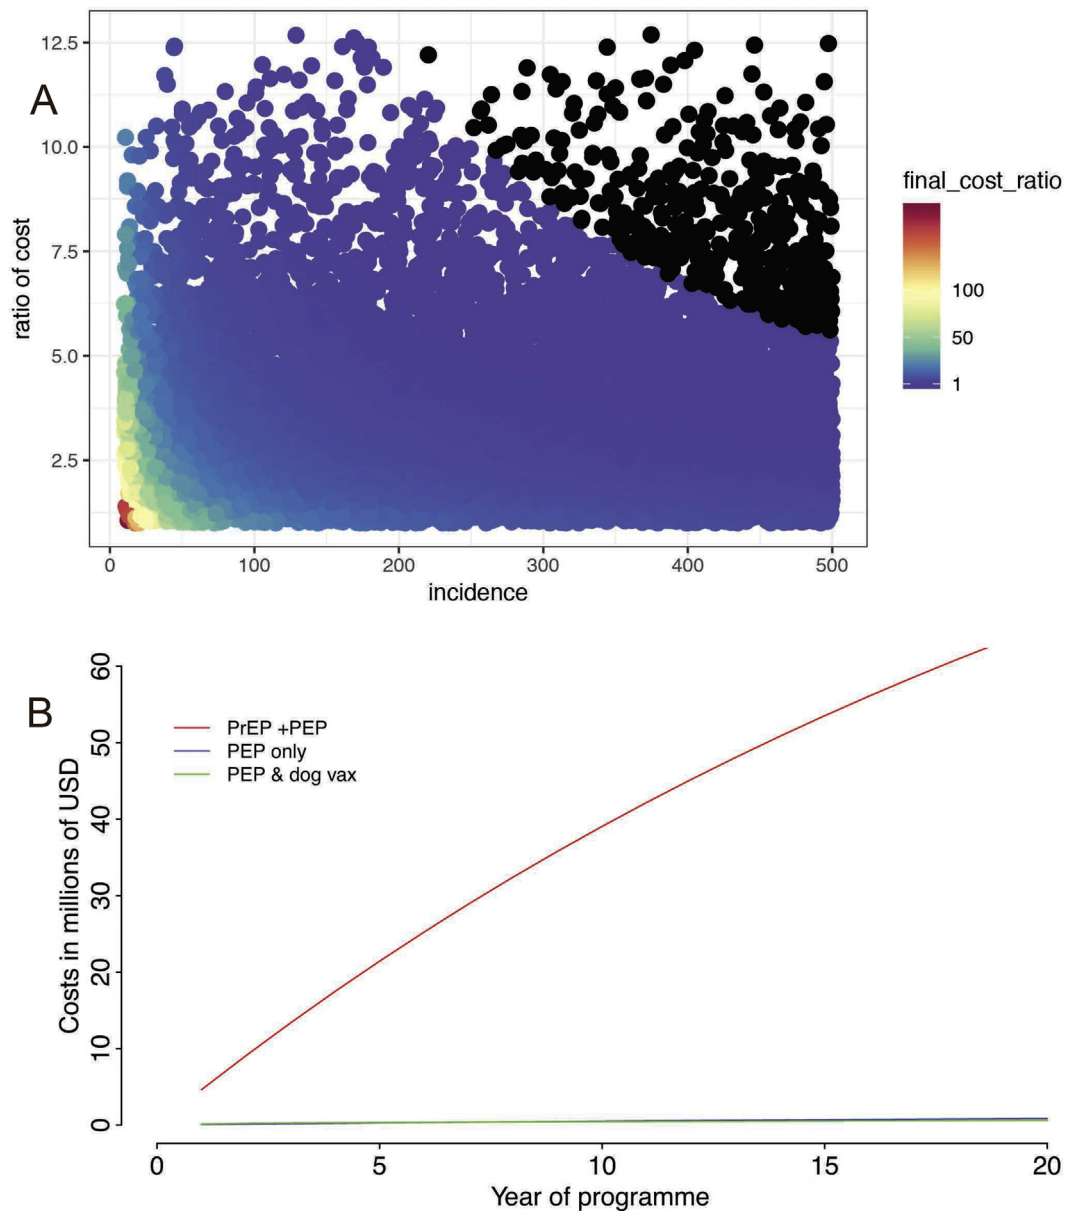 A
ratio of cost
12.5
10.0
7.5
5.0
2.5
0
100
200
300
400
500
incidence
final_cost_ratio
100
50
1
B
Costs in millions of USD
60
50
40
30
20
10
0
PrEP +PEP
PEP only
PEP & dog vax
0
5
10
15
20
Year of programme